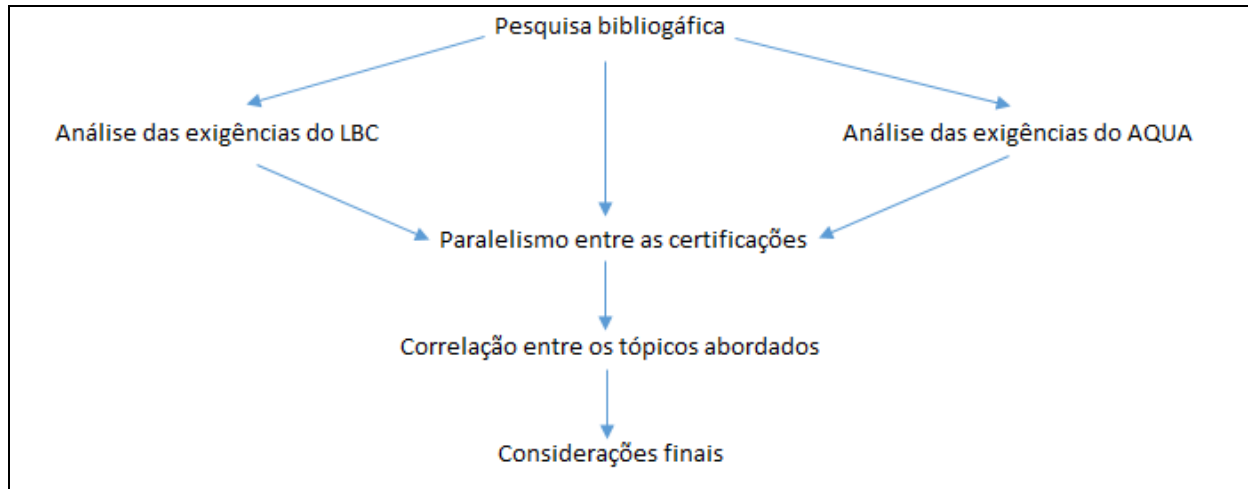 Pesquisa bibliogáfica
Análise das exigências do LBC
Análise das exigências do AQUA
Paralelismo entre as certificações
Correlação entre os tópicos abordados
Considerações finais